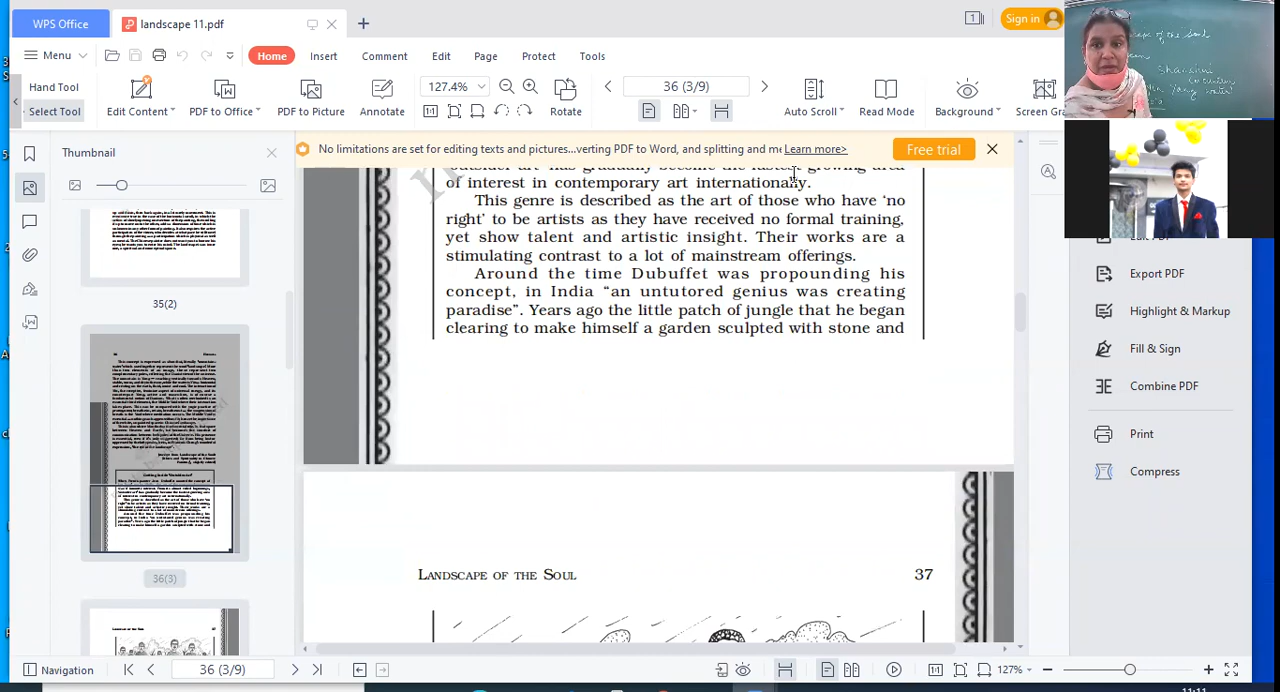 WPS Office
landscape 11.pdf
Sign in
Menu
Home
Insert
Comment
Edit
Page
Protect
Tools
Hand Tool
Select Tool
Edit Content
PDF to Office
PDF to Picture
Annotate
127.4%
Rotate
36 (3/9)
Auto Scroll
Read Mode
Background
Screen Gra
Thumbnail
No limitations are set for editing texts and pictures...verting PDF to Word, and splitting and me Learn more>
Free trial
of interest in contemporary art internationally.
This genre is described as the art of those who have ‘no
right’ to be artists as they have received no formal training,
yet show talent and artistic insight. Their works are a
stimulating contrast to a lot of mainstream offerings.
Around the time Dubuffet was propounding his
concept, in India “an untutored genius was creating
paradise”. Years ago the little patch of jungle that he began
clearing to make himself a garden sculpted with stone and
LANDSCAPE OF THE SOUL
37
35(2)
36(3)
Export PDF
Highlight & Markup
Fill & Sign
Combine PDF
Print
Compress
Navigation
36 (3/9)
127%
11:11